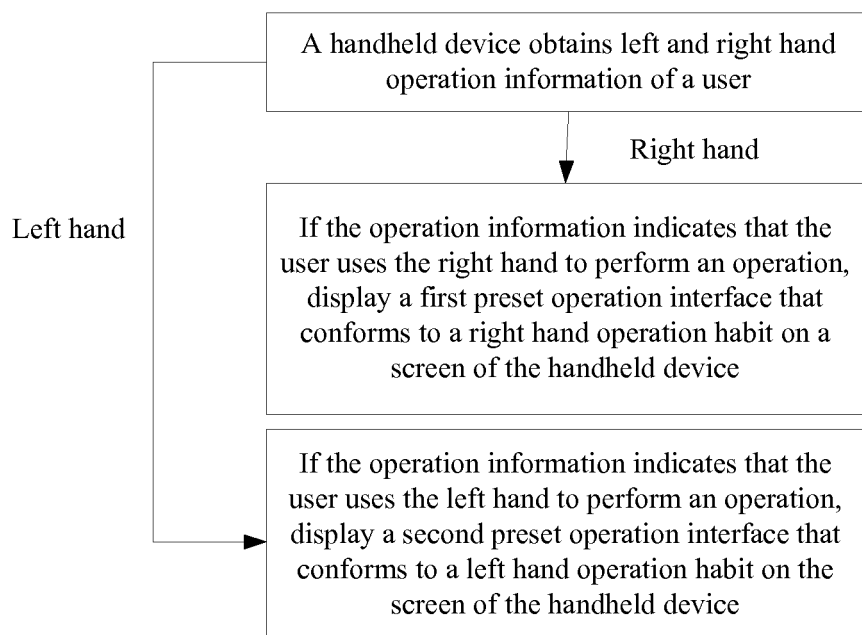 A handheld device obtains left and right hand
operation information of a user
Right hand
Left hand
If the operation information indicates that the
user uses the right hand to perform an operation,
display a first preset operation interface that
conforms to a right hand operation habit on a
screen of the handheld device
If the operation information indicates that the
user uses the left hand to perform an operation,
display a second preset operation interface that
conforms to a left hand operation habit on the
screen of the handheld device